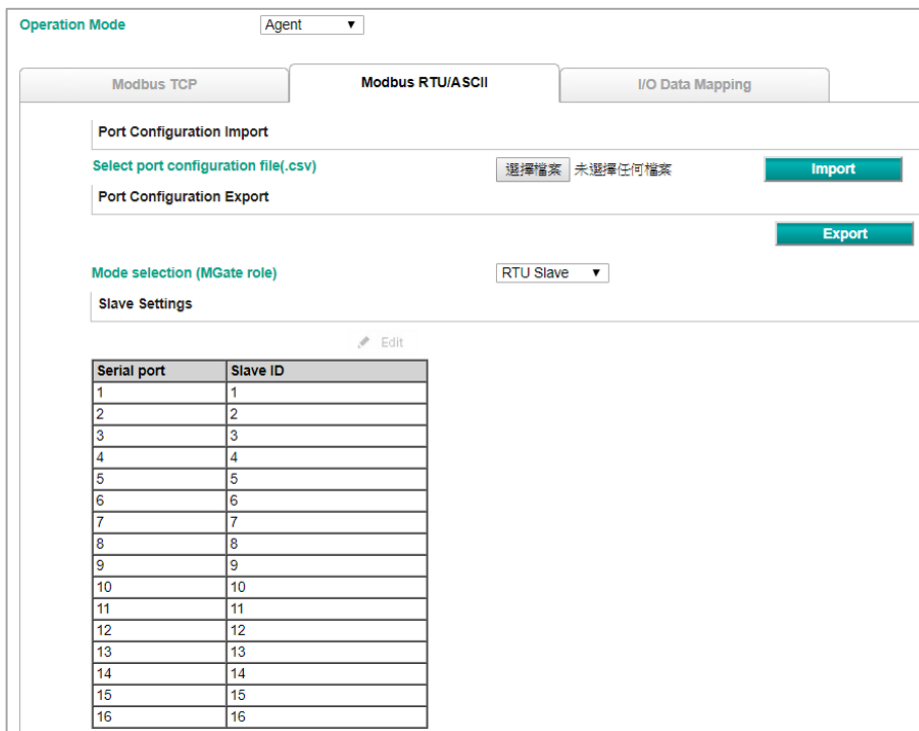 Operation Mode Agent
Modbus TCP Modbus RTU/ASCII I/O Data Mapping
Port Configuration Import
Select port configuration file(.csv) 選擇檔案 未選擇任何檔案 Import
Port Configuration Export
Export
Mode selection (MGate role) RTU Slave
Slave Settings
Edit
Serial port Slave ID
1 1
2 2
3 3
4 4
5 5
6 6
7 7
8 8
9 9
10 10
11 11
12 12
13 13
14 14
15 15
16 16